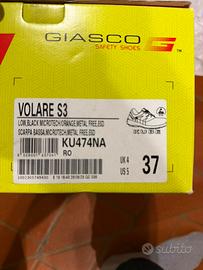 GIASCO
SAFETY SHOES
VOLARE S3
LOW,BLACK MICROTECH/ORANGE,METAL FREE,ESD
SCARPA BASSA,MICROTECH,METAL FREE,ESD
KU474NA
RO
UK 4
US 5
37
Subito